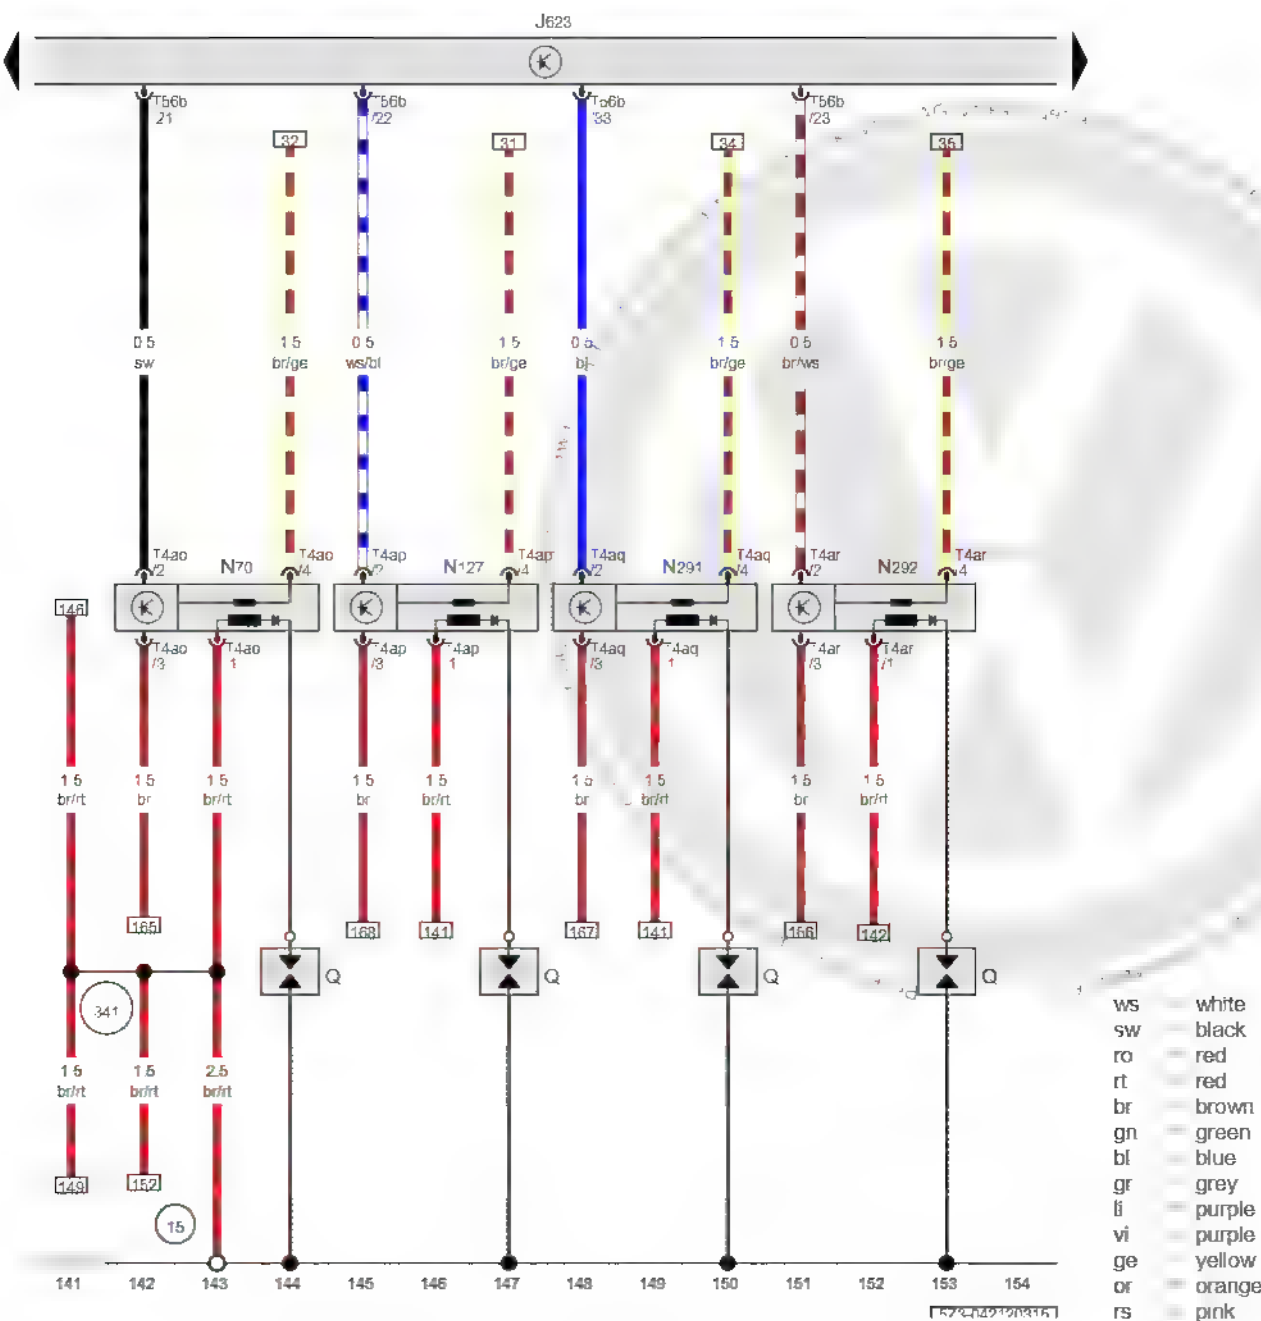 J623
T56b T56b T56b T56b
/21 /22 /33 /23
32 31 34 35
0 5 1 5 0 5 1 5 0 5 1 5 0 5 1 5
sw br/ge ws/bl br/ge bl br/ge br/ws br/ge
T4ao N70 T4ao T4ap N127 T4ap T4aq N291 T4aq T4ar N292 T4ar
/2 /4 /2 /4 /2 /4 /2 /4
146
T4ao T4ao T4ap T4ap T4aq T4aq T4ar T4ar
/3 1 /3 1 /3 1 /3 /1
1 5 1 5 1 5 1 5 1 5 1 5 1 5 1 5 1 5
br/rt br br/rt br br/rt br br/rt br br/rt
165 168 141 167 141 166 142
Q Q Q Q
341
1 5 1.5 2.5
br/rt br/rt br/rt
149 152
15
141 142 143 144 145 146 147 148 149 150 151 152 153 154
573-042120315
ws = white
sw = black
ro = red
rt = red
br = brown
gn = green
bl = blue
gr = grey
li = purple
vi = purple
ge = yellow
or = orange
rs = pink